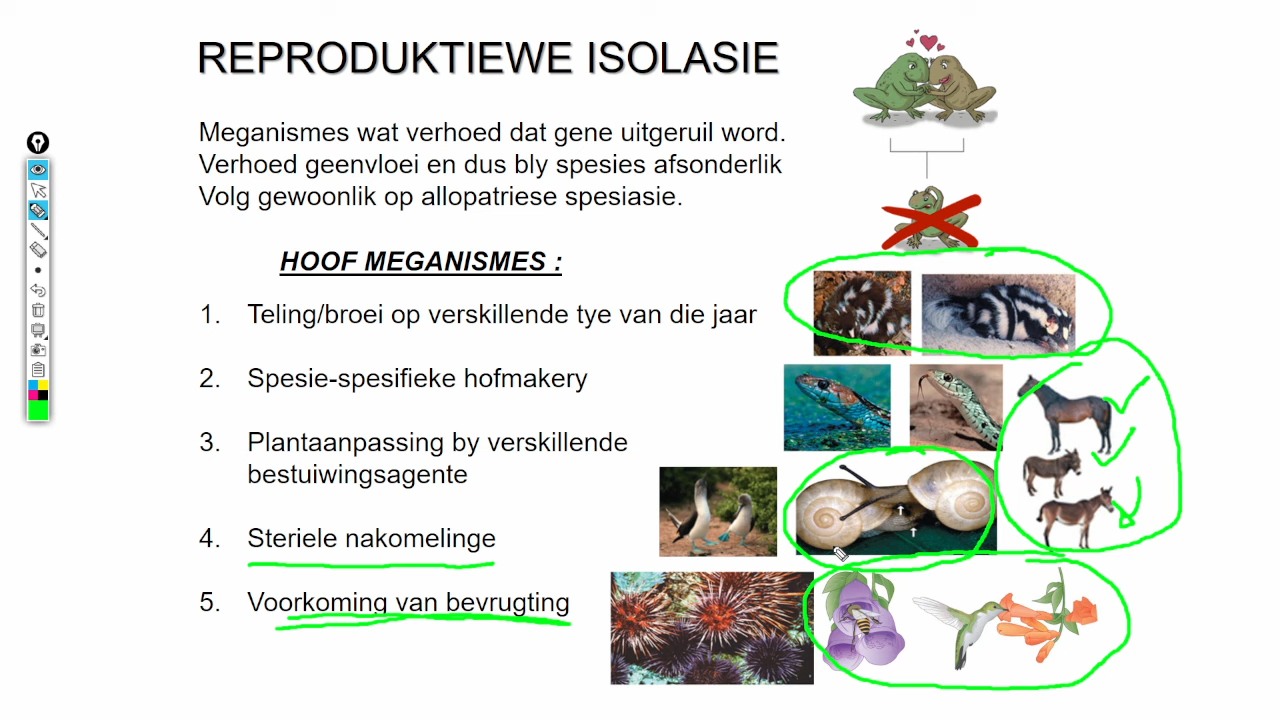 REPRODUKTIEWE ISOLASIE
Meganismes wat verhoed dat gene uitgeruil word.
Verhoed geenvloei en dus bly spesies afsonderlik
Volg gewoonlik op allopatriese spesiasie.
HOOF MEGANISMES :
1. Teling/broei op verskillende tye van die jaar
2. Spesie-spesifieke hofmakery
3. Plantaanpassing by verskillende
bestuiwingsagente
4. Steriele nakomelinge
5. Voorkoming van bevrugting